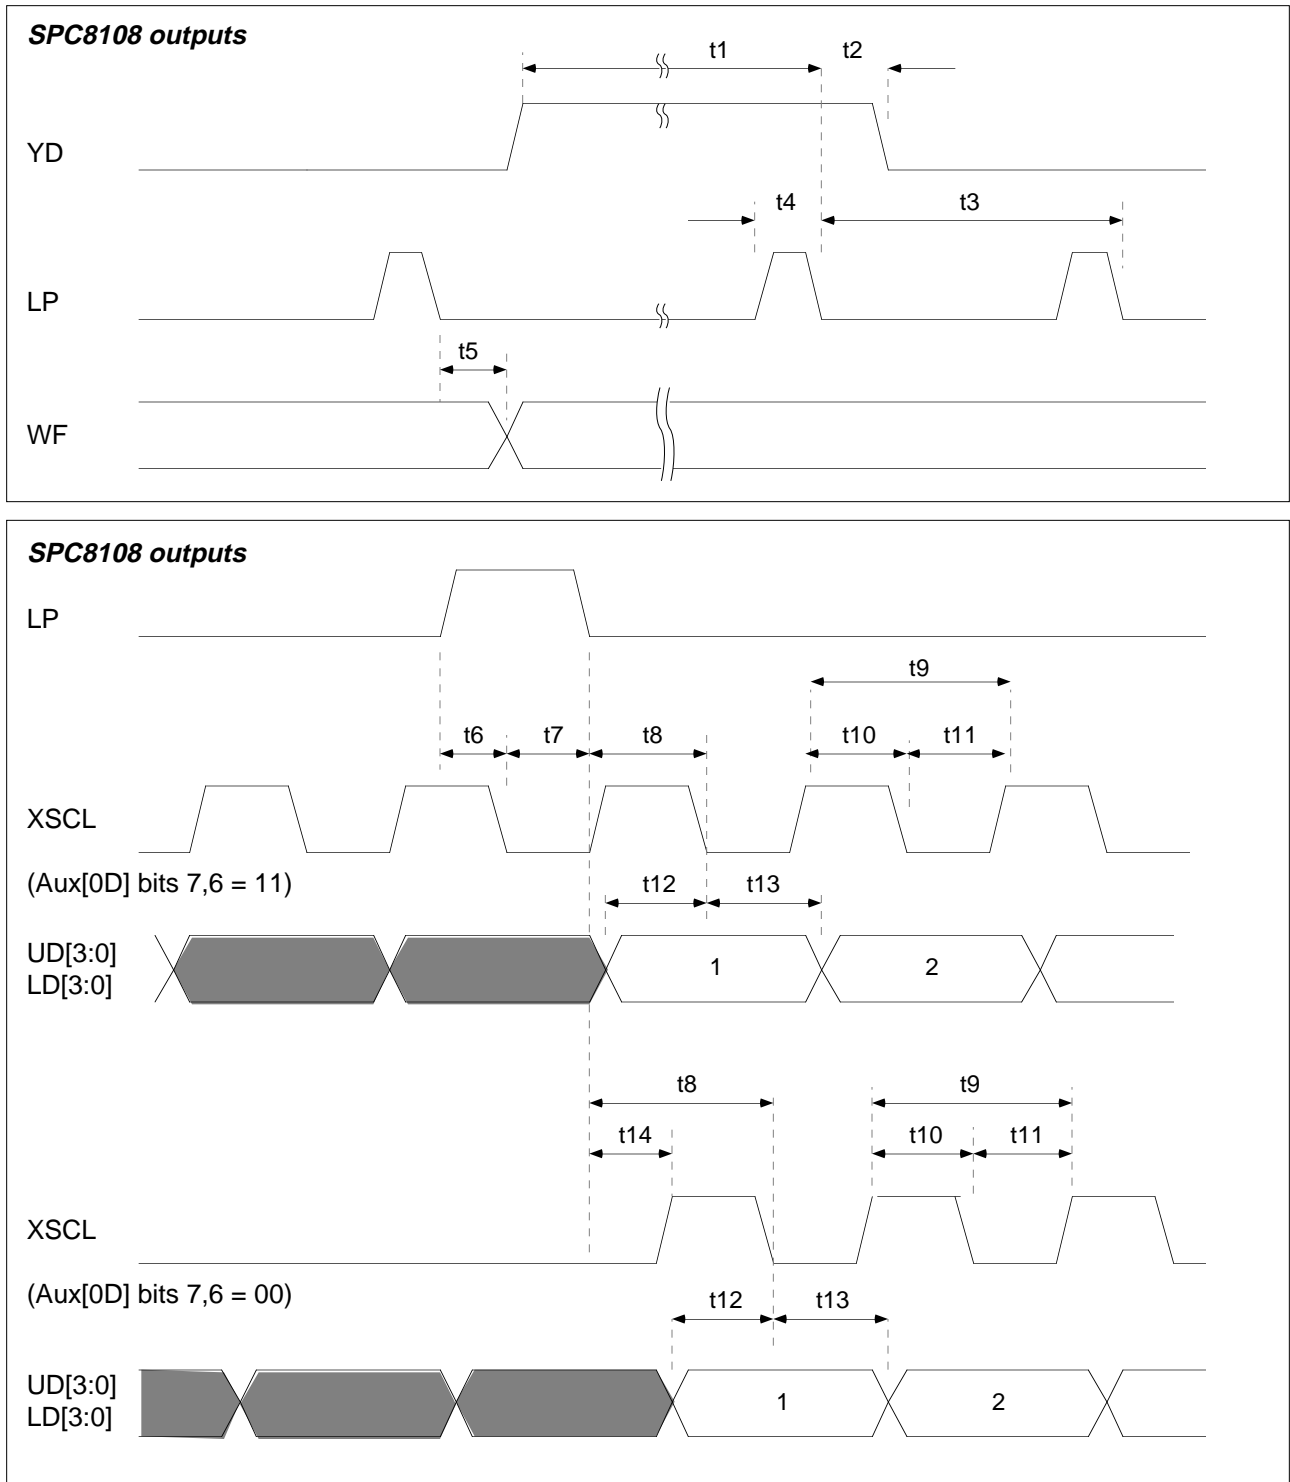 SPC8108 outputs
t1 t2
YD
t4 t3
LP
t5
WF
SPC8108 outputs
LP
t9
t6 t7 t8 t10 t11
XSCL
(Aux[0D] bits 7,6 = 11)
t12 t13
UD[3:0]
LD[3:0]
1 2
t8 t9
t14 t10 t11
XSCL
(Aux[0D] bits 7,6 = 00)
t12 t13
UD[3:0]
LD[3:0]
1 2